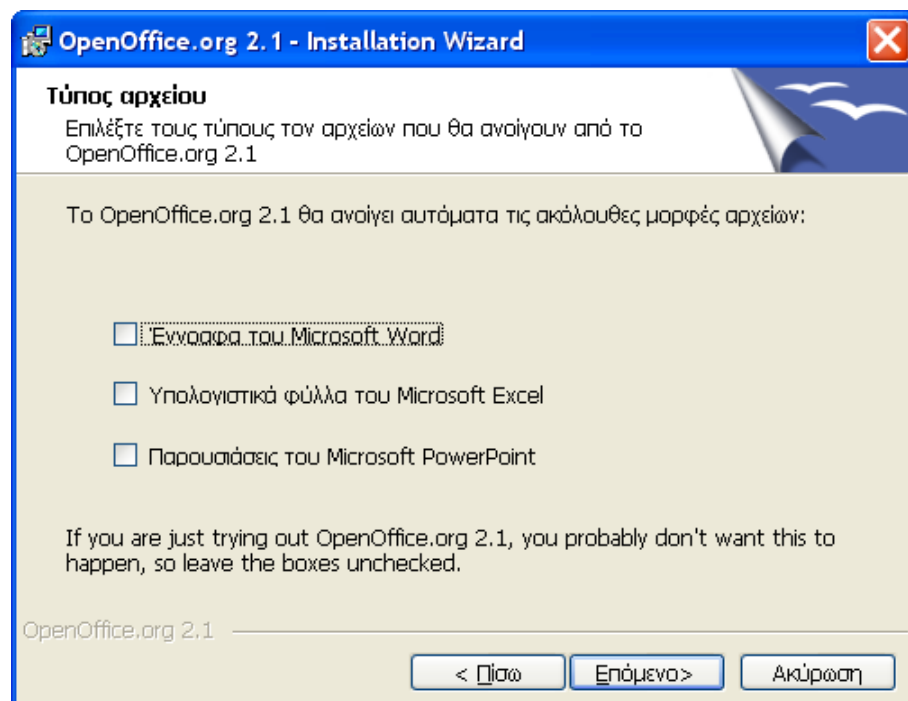 OpenOffice.org 2.1 - Installation Wizard
Τύπος αρχείου
Επιλέξτε τους τύπους τον αρχείων που θα ανοίγουν από το
OpenOffice.org 2.1
Το OpenOffice.org 2.1 θα ανοίγει αυτόματα τις ακόλουθες μορφές αρχείων:
Έγγραφα του Microsoft Word
Υπολογιστικά φύλλα του Microsoft Excel
Παρουσιάσεις του Microsoft PowerPoint
If you are just trying out OpenOffice.org 2.1, you probably don't want this to
happen, so leave the boxes unchecked.
OpenOffice.org 2.1
< Πίσω Επόμενο> Ακύρωση